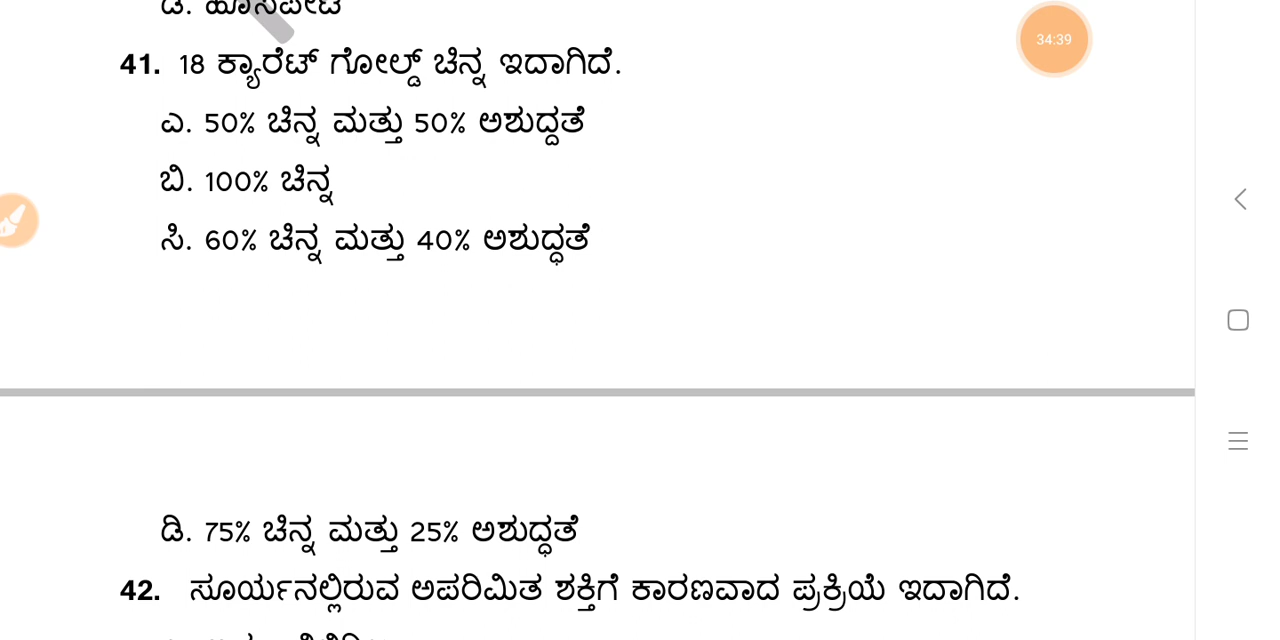 ಡಿ. ಹೊಸಪೇಟೆ
34:39
41. 18 ಕ್ಯಾರೆಟ್ ಗೋಲ್ಡ್ ಚಿನ್ನ ಇದಾಗಿದೆ.
ಎ. 50% ಚಿನ್ನ ಮತ್ತು 50% ಅಶುದ್ದತೆ
ಬಿ. 100% ಚಿನ್ನ
ಸಿ. 60% ಚಿನ್ನ ಮತ್ತು 40% ಅಶುದ್ಧತೆ
ಡಿ. 75% ಚಿನ್ನ ಮತ್ತು 25% ಅಶುದ್ಧತೆ
42. ಸೂರ್ಯನಲ್ಲಿರುವ ಅಪರಿಮಿತ ಶಕ್ತಿಗೆ ಕಾರಣವಾದ ಪ್ರಕ್ರಿಯೆ ಇದಾಗಿದೆ.